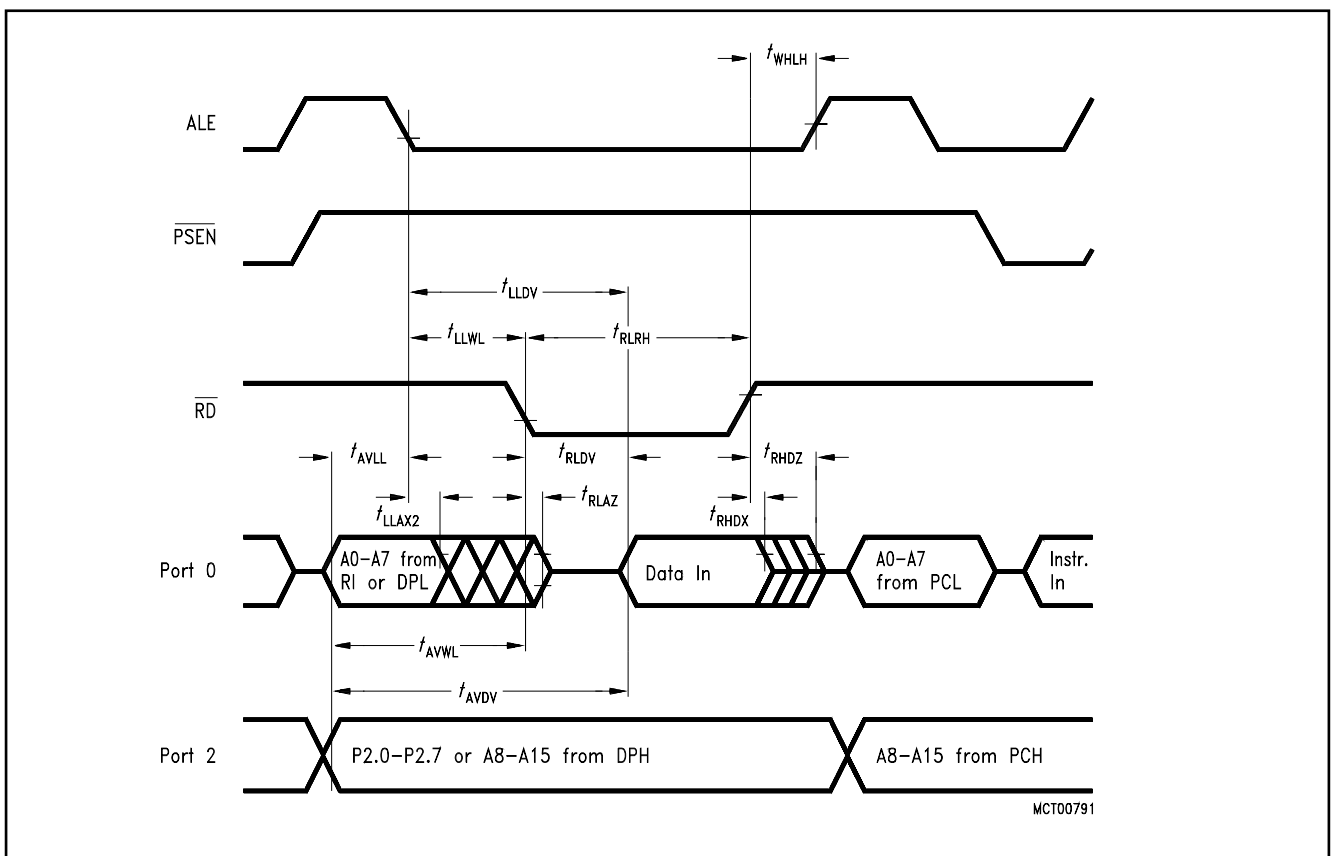 tWHLH
ALE
PSEN
tLLDV
tLLWL
tRLRH
RD
tAVLL
tRLDV
tRHDZ
tLLAX2
tRLAZ
tRHDX
Port 0
A0-A7 from
RI or DPL
Data In
A0-A7
from PCL
Instr.
In
tAVWL
tAVDV
Port 2
P2.0-P2.7 or A8-A15 from DPH
A8-A15 from PCH
MCT00791